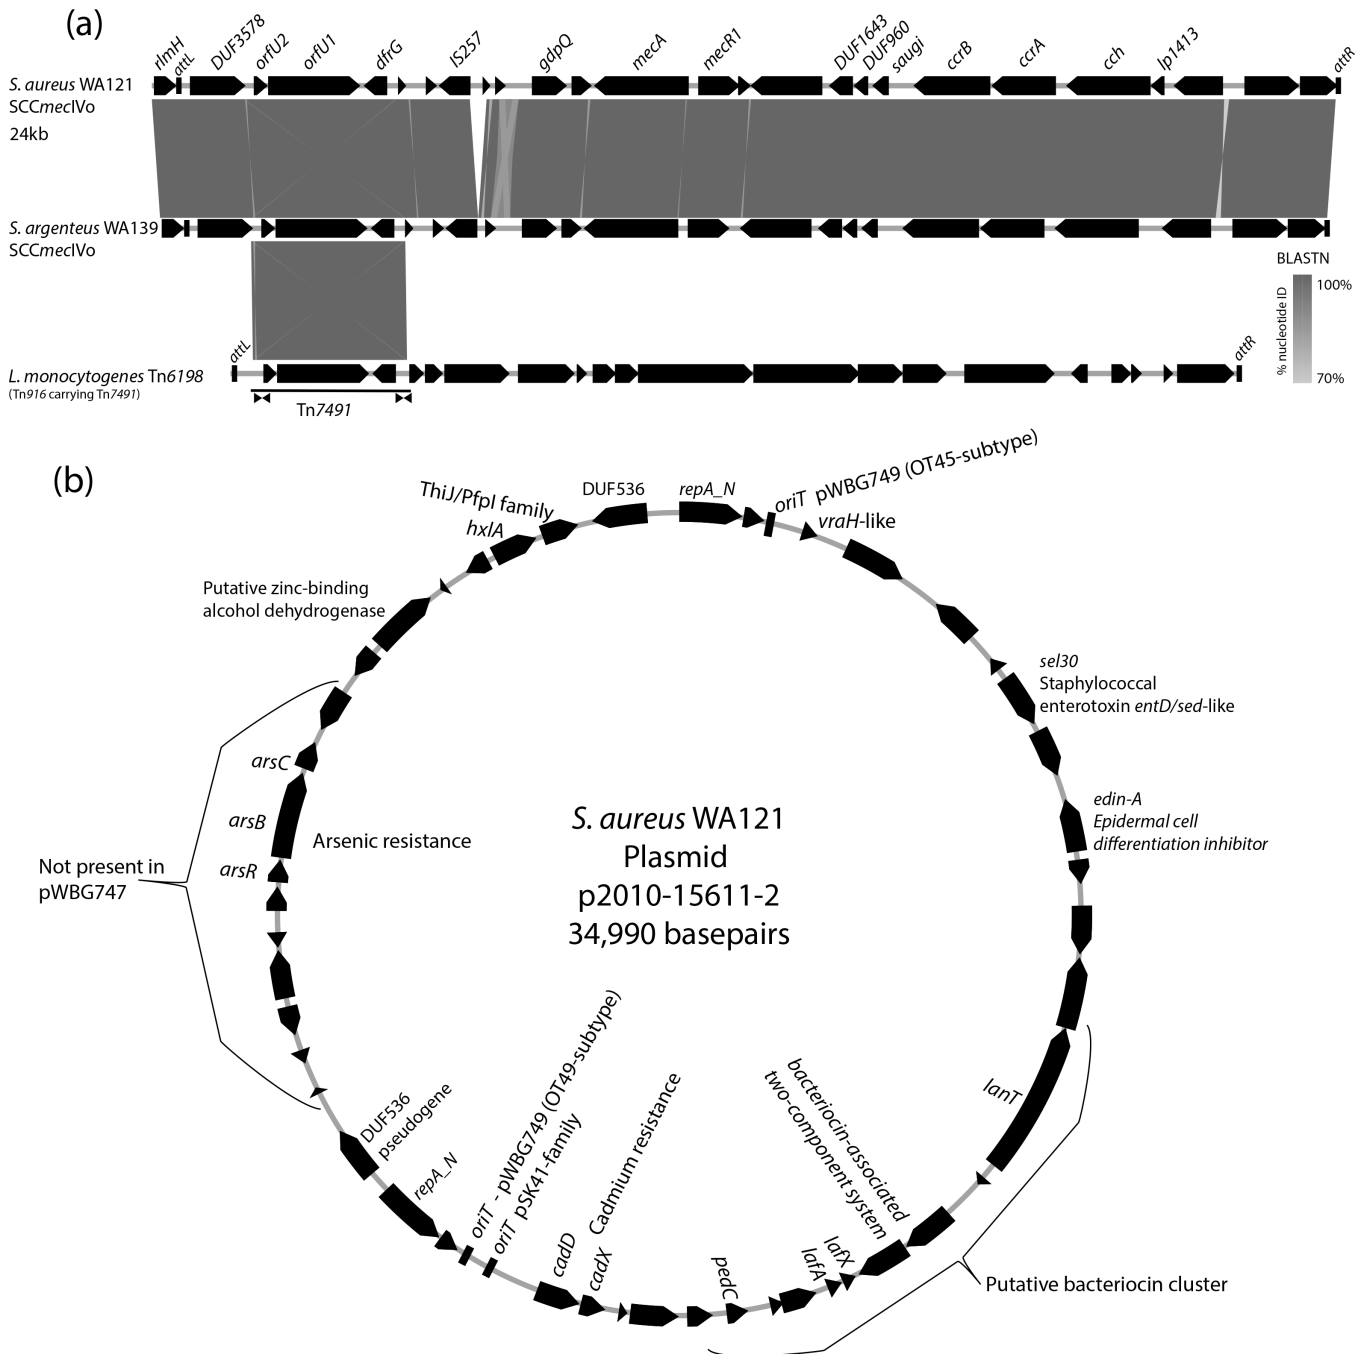 (a)
rlmH
attL
DUF3578
orfU2
orfU1
dfrG
IS257
gdpQ
mecA
mecR1
DUF1643
DUF960
saugi
ccrB
ccrA
cch
lp1413
attR
S. aureus WA121
SCCmecIVo
24kb
S. argenteus WA139
SCCmecIVo
BLASTN
% nucleotide ID
100%
70%
attL
attR
L. monocytogenes Tn6198
(Tn916 carrying Tn7491)
Tn7491
(b)
ThiJ/PfpI family
hxlA
DUF536
repA_N
oriT pWBG749 (OT45-subtype)
vraH-like
Putative zinc-binding
alcohol dehydrogenase
sel30
Staphylococcal
enterotoxin entD/sed-like
edin-A
Epidermal cell
differentiation inhibitor
arsC
arsB
arsR
Arsenic resistance
Not present in
pWBG747
S. aureus WA121
Plasmid
p2010-15611-2
34,990 basepairs
DUF536
pseudogene
repA_N
oriT - pWBG749 (OT49-subtype)
oriT pSK41-family
cadD
cadX
Cadmium resistance
pedC
lafA
lafX
bacteriocin-associated
two-component system
lanT
Putative bacteriocin cluster